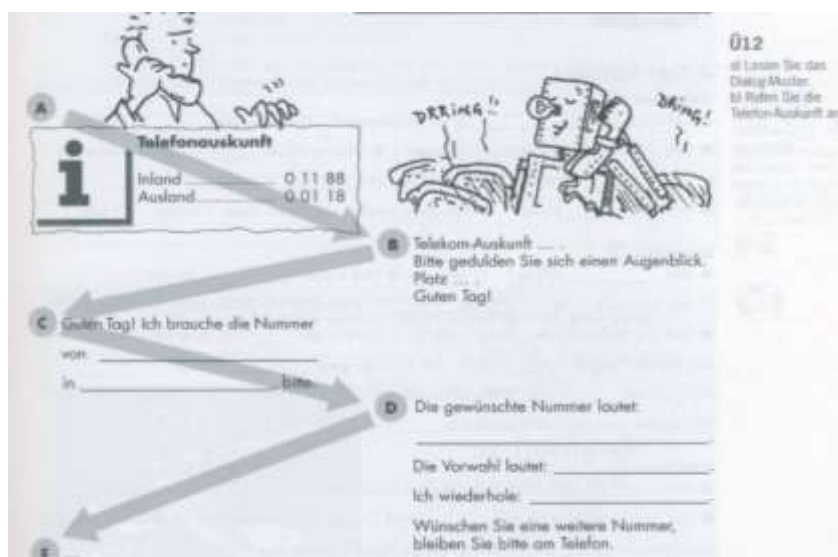 Ü12
a) Lesen Sie das
Dialog-Muster.
b) Rufen Sie die
Telefon-Auskunft an
A
DRRiNG!!
DRiNG!
Telefonauskunft
i
Inland 0 11 88
Ausland 0 01 18
B Telekom-Auskunft ... .
Bitte gedulden Sie sich einen Augenblick.
Platz ... .
Guten Tag!
C Guten Tag! Ich brauche die Nummer
von
in bitte
D Die gewünschte Nummer lautet:
Die Vorwahl lautet:
Ich wiederhole:
Wünschen Sie eine weitere Nummer,
bleiben Sie bitte am Telefon.
E